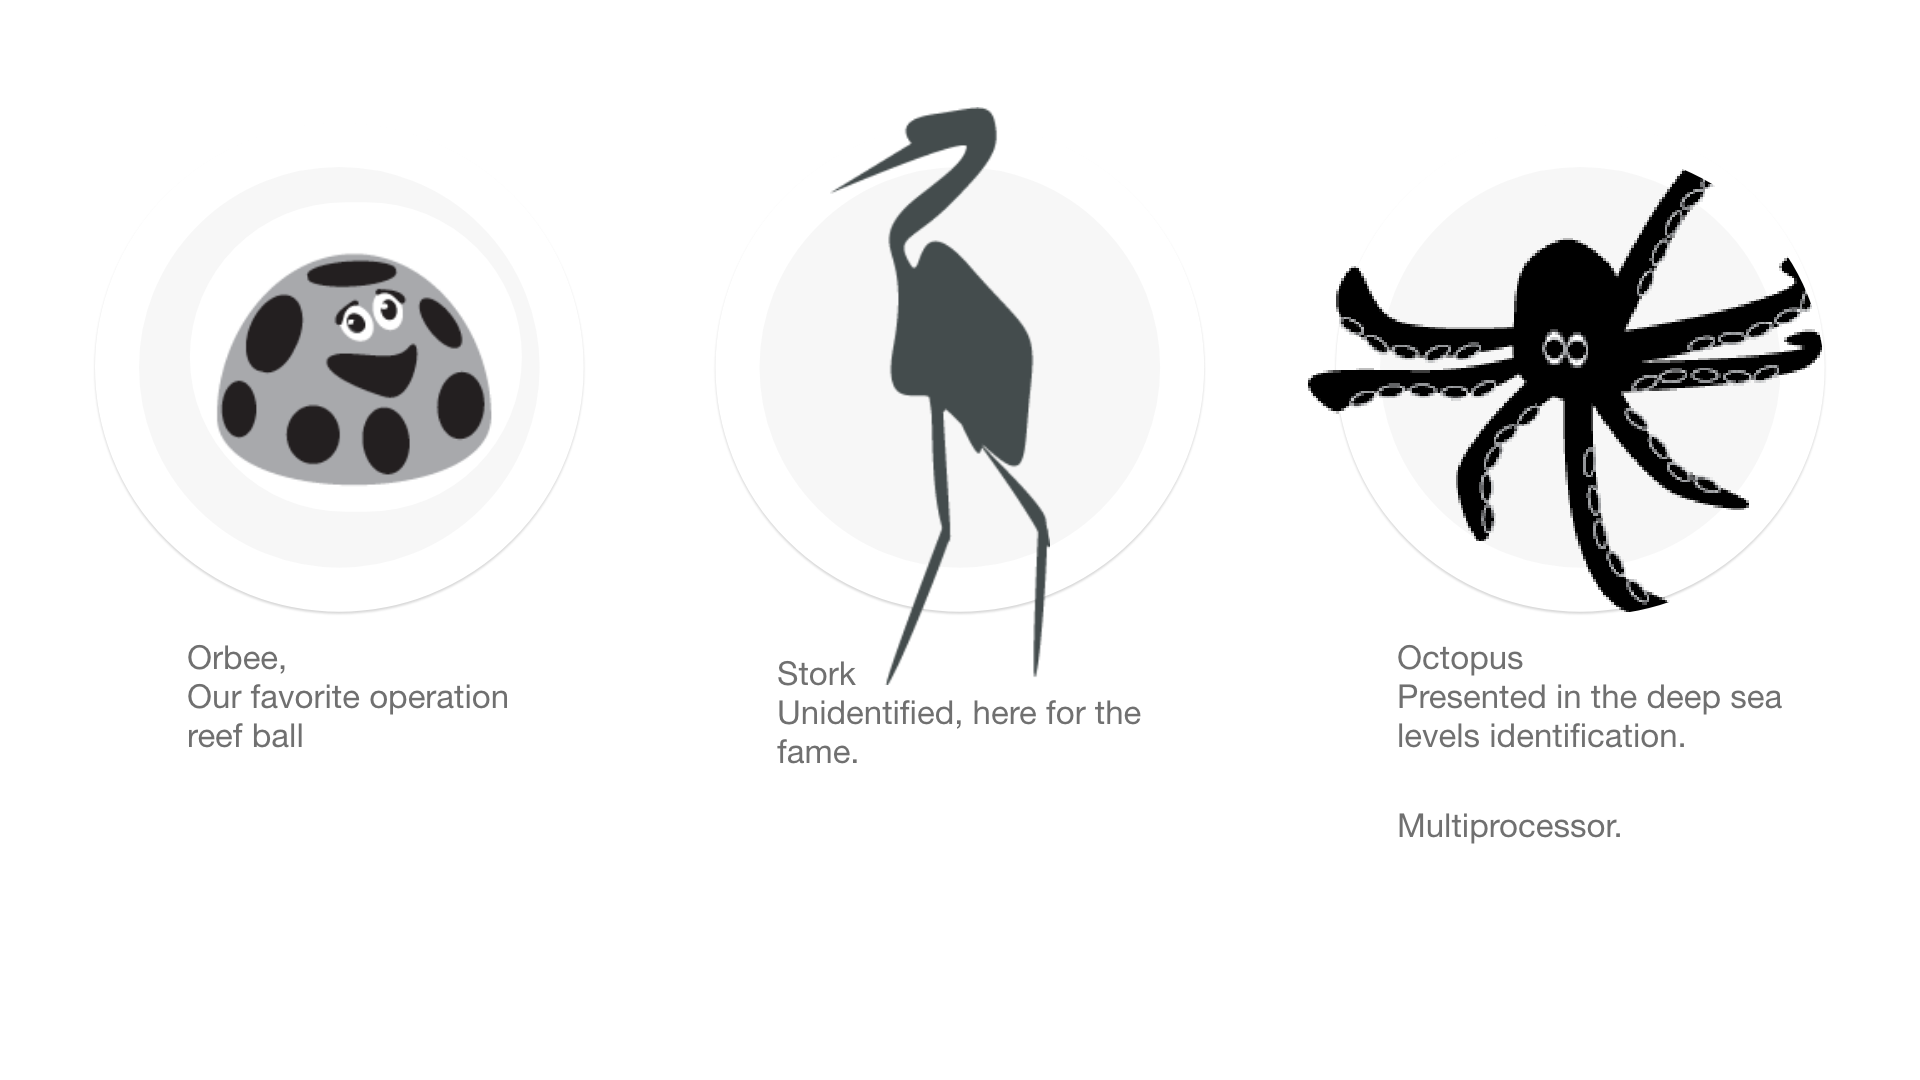 Orbee,
Our favorite operation
reef ball
Stork
Unidentified, here for the
fame.
Octopus
Presented in the deep sea
levels identification.
Multiprocessor.